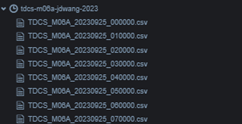 tdcs-m06a-jdwang-2023
TDCS_M06A_20230925_000000.csv
TDCS_M06A_20230925_010000.csv
TDCS_M06A_20230925_020000.csv
TDCS_M06A_20230925_030000.csv
TDCS_M06A_20230925_040000.csv
TDCS_M06A_20230925_050000.csv
TDCS_M06A_20230925_060000.csv
TDCS_M06A_20230925_070000.csv